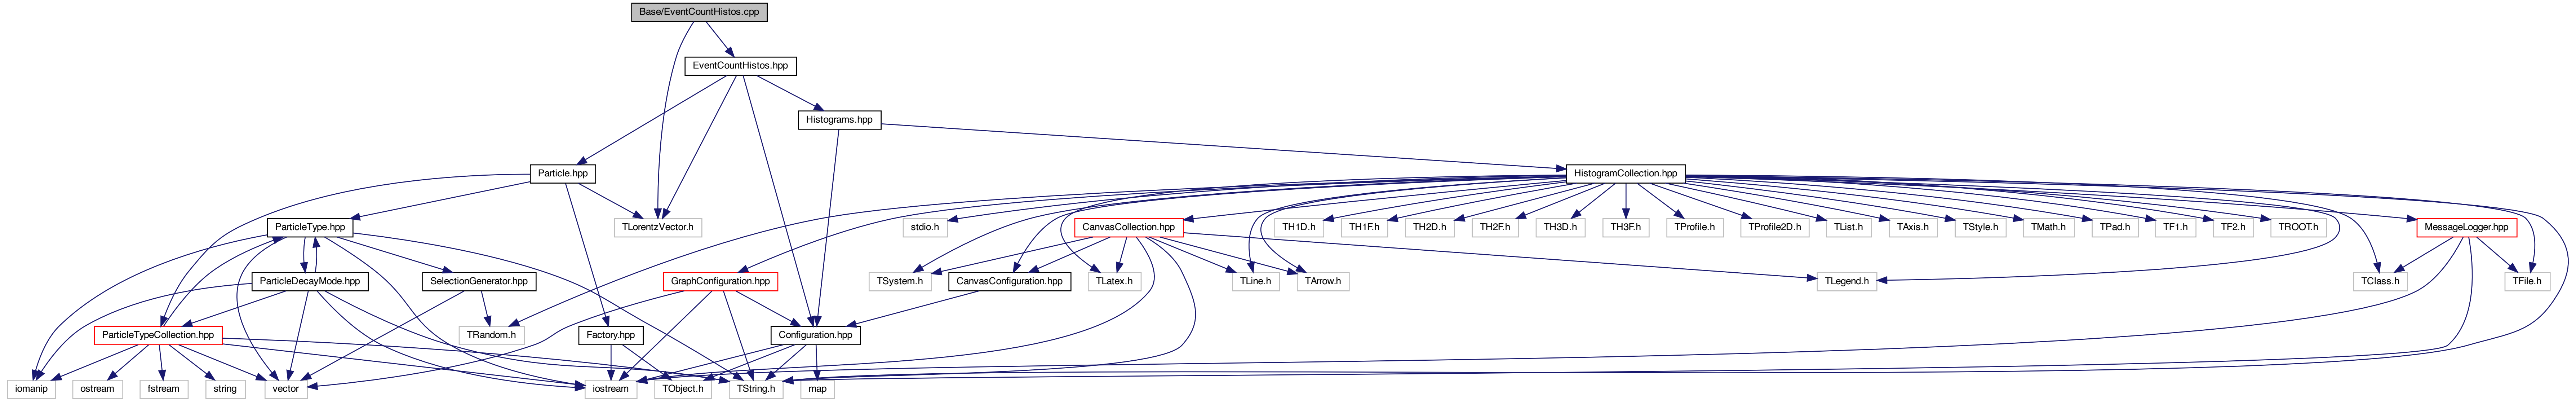 Base/EventCountHistos.cpp
EventCountHistos.hpp
Histograms.hpp
Particle.hpp
HistogramCollection.hpp
ParticleType.hpp
TLorentzVector.h
stdio.h
CanvasCollection.hpp
TH1D.h
TH1F.h
TH2D.h
TH2F.h
TH3D.h
TH3F.h
TProfile.h
TProfile2D.h
TList.h
TAxis.h
TStyle.h
TMath.h
TPad.h
TF1.h
TF2.h
TROOT.h
MessageLogger.hpp
ParticleDecayMode.hpp
SelectionGenerator.hpp
GraphConfiguration.hpp
TSystem.h
CanvasConfiguration.hpp
TLatex.h
TLine.h
TArrow.h
TLegend.h
TClass.h
TFile.h
ParticleTypeCollection.hpp
TRandom.h
Factory.hpp
Configuration.hpp
iomanip
ostream
fstream
string
vector
iostream
TObject.h
TString.h
map